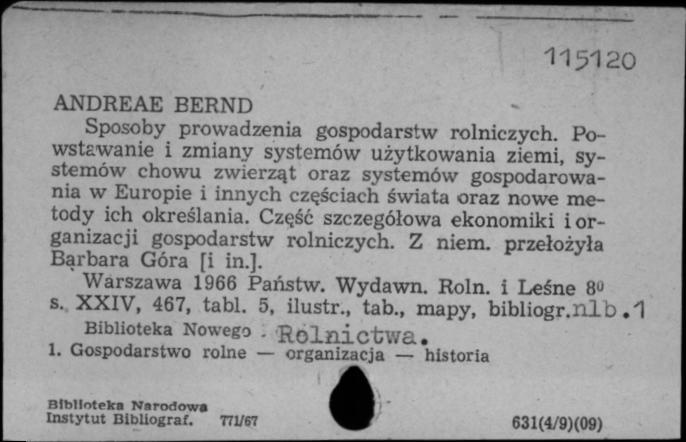 115120
ANDREAE BERND
Sposoby prowadzenia gospodarstw rolniczych. Po-
wstawanie i zmiany systemów użytkowania ziemi, sy-
stemów chowu zwierząt oraz systemów gospodarowa-
nia w Europie i innych częściach świata oraz nowe me-
tody ich określania. Część szczegółowa ekonomiki i or-
ganizacji gospodarstw rolniczych. Z niem. przełożyła
Barbara Góra [i in.].
Warszawa 1966 Państw. Wydawn. Roln. i Leśne 8⁰
s. XXIV, 467, tabl. 5, ilustr., tab., mapy, bibliogr.nlb.1
Biblioteka Nowego Rolnictwa.
1. Gospodarstwo rolne — organizacja — historia
Biblioteka Narodowa
Instytut Bibliograf. 771/67 631(4/9)(09)